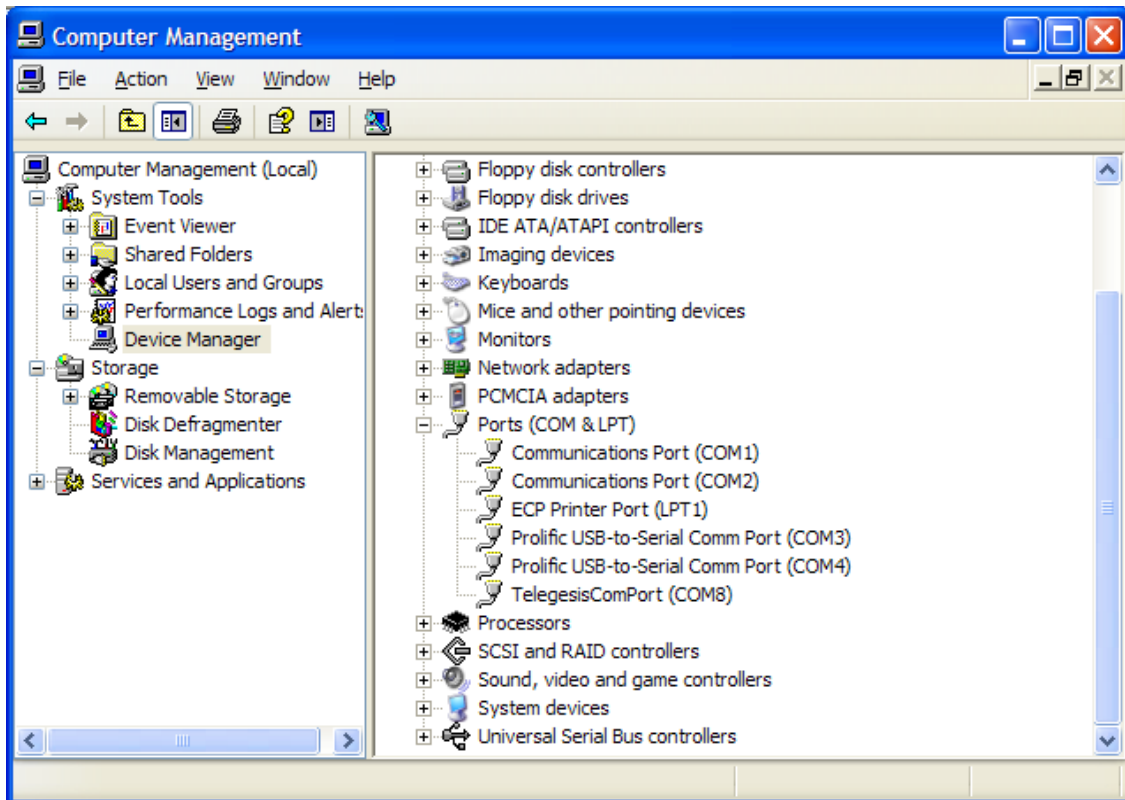 Computer Management
File Action View Window Help
Computer Management (Local)
System Tools
Event Viewer
Shared Folders
Local Users and Groups
Performance Logs and Alert
Device Manager
Storage
Removable Storage
Disk Defragmenter
Disk Management
Services and Applications
Floppy disk controllers
Floppy disk drives
IDE ATA/ATAPI controllers
Imaging devices
Keyboards
Mice and other pointing devices
Monitors
Network adapters
PCMCIA adapters
Ports (COM & LPT)
Communications Port (COM1)
Communications Port (COM2)
ECP Printer Port (LPT1)
Prolific USB-to-Serial Comm Port (COM3)
Prolific USB-to-Serial Comm Port (COM4)
TelegesisComPort (COM8)
Processors
SCSI and RAID controllers
Sound, video and game controllers
System devices
Universal Serial Bus controllers